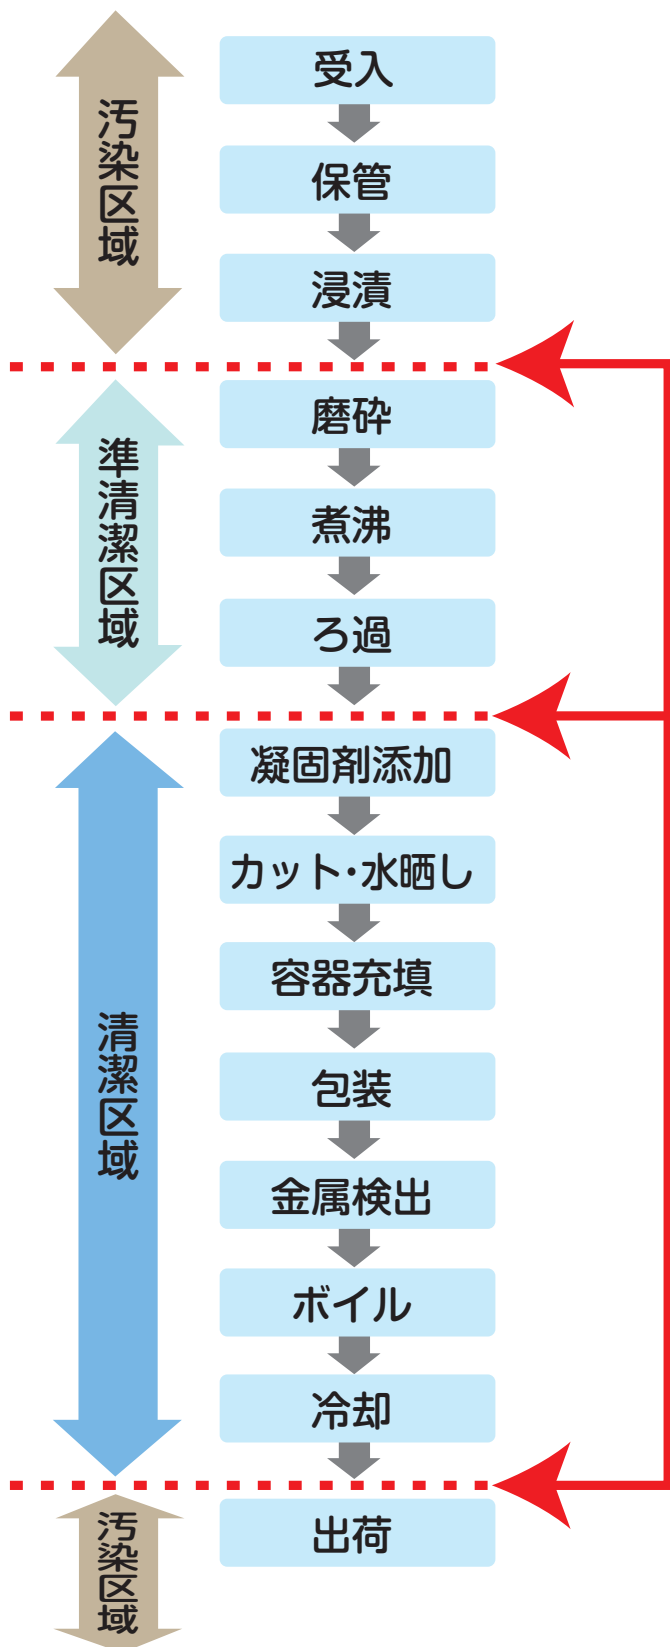 汚染区域
受入
保管
浸漬
準清潔区域
磨砕
煮沸
ろ過
清潔区域
凝固剤添加
カット・水晒し
容器充填
包装
金属検出
ボイル
冷却
汚染区域
出荷